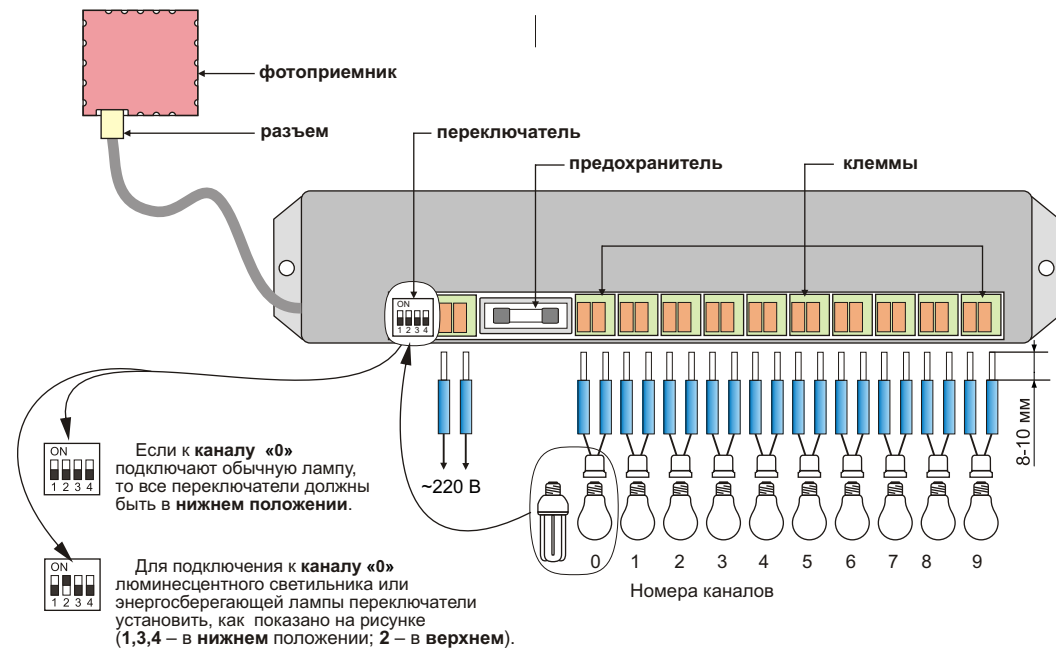 фотоприемник
разъем
переключатель
предохранитель
клеммы
ON
1 2 3 4
8-10 мм
~220 В
ON
1 2 3 4
Если к каналу «0»
подключают обычную лампу,
то все переключатели должны
быть в нижнем положении.
0 1 2 3 4 5 6 7 8 9
Номера каналов
ON
1 2 3 4
Для подключения к каналу «0»
люминесцентного светильника или
энергосберегающей лампы переключатели
установить, как показано на рисунке
(1,3,4 – в нижнем положении; 2 – в верхнем).